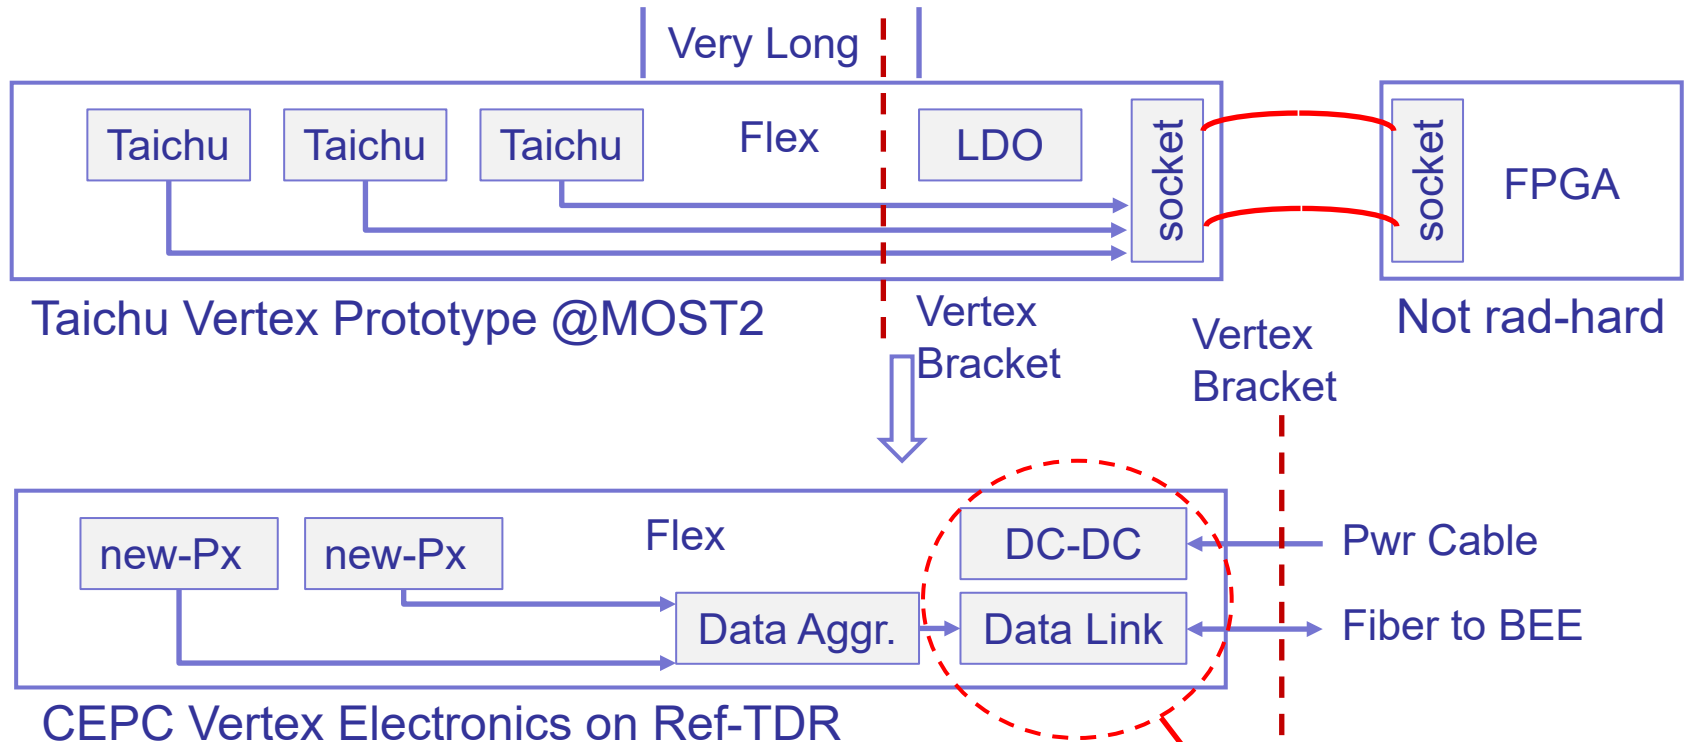 Very Long
Taichu
Taichu
Taichu
Flex
LDO
socket
socket
FPGA
Taichu Vertex Prototype @MOST2
Vertex
Bracket
Not rad-hard
Vertex
Bracket
new-Px
new-Px
Flex
DC-DC
Pwr Cable
Data Aggr.
Data Link
Fiber to BEE
CEPC Vertex Electronics on Ref-TDR